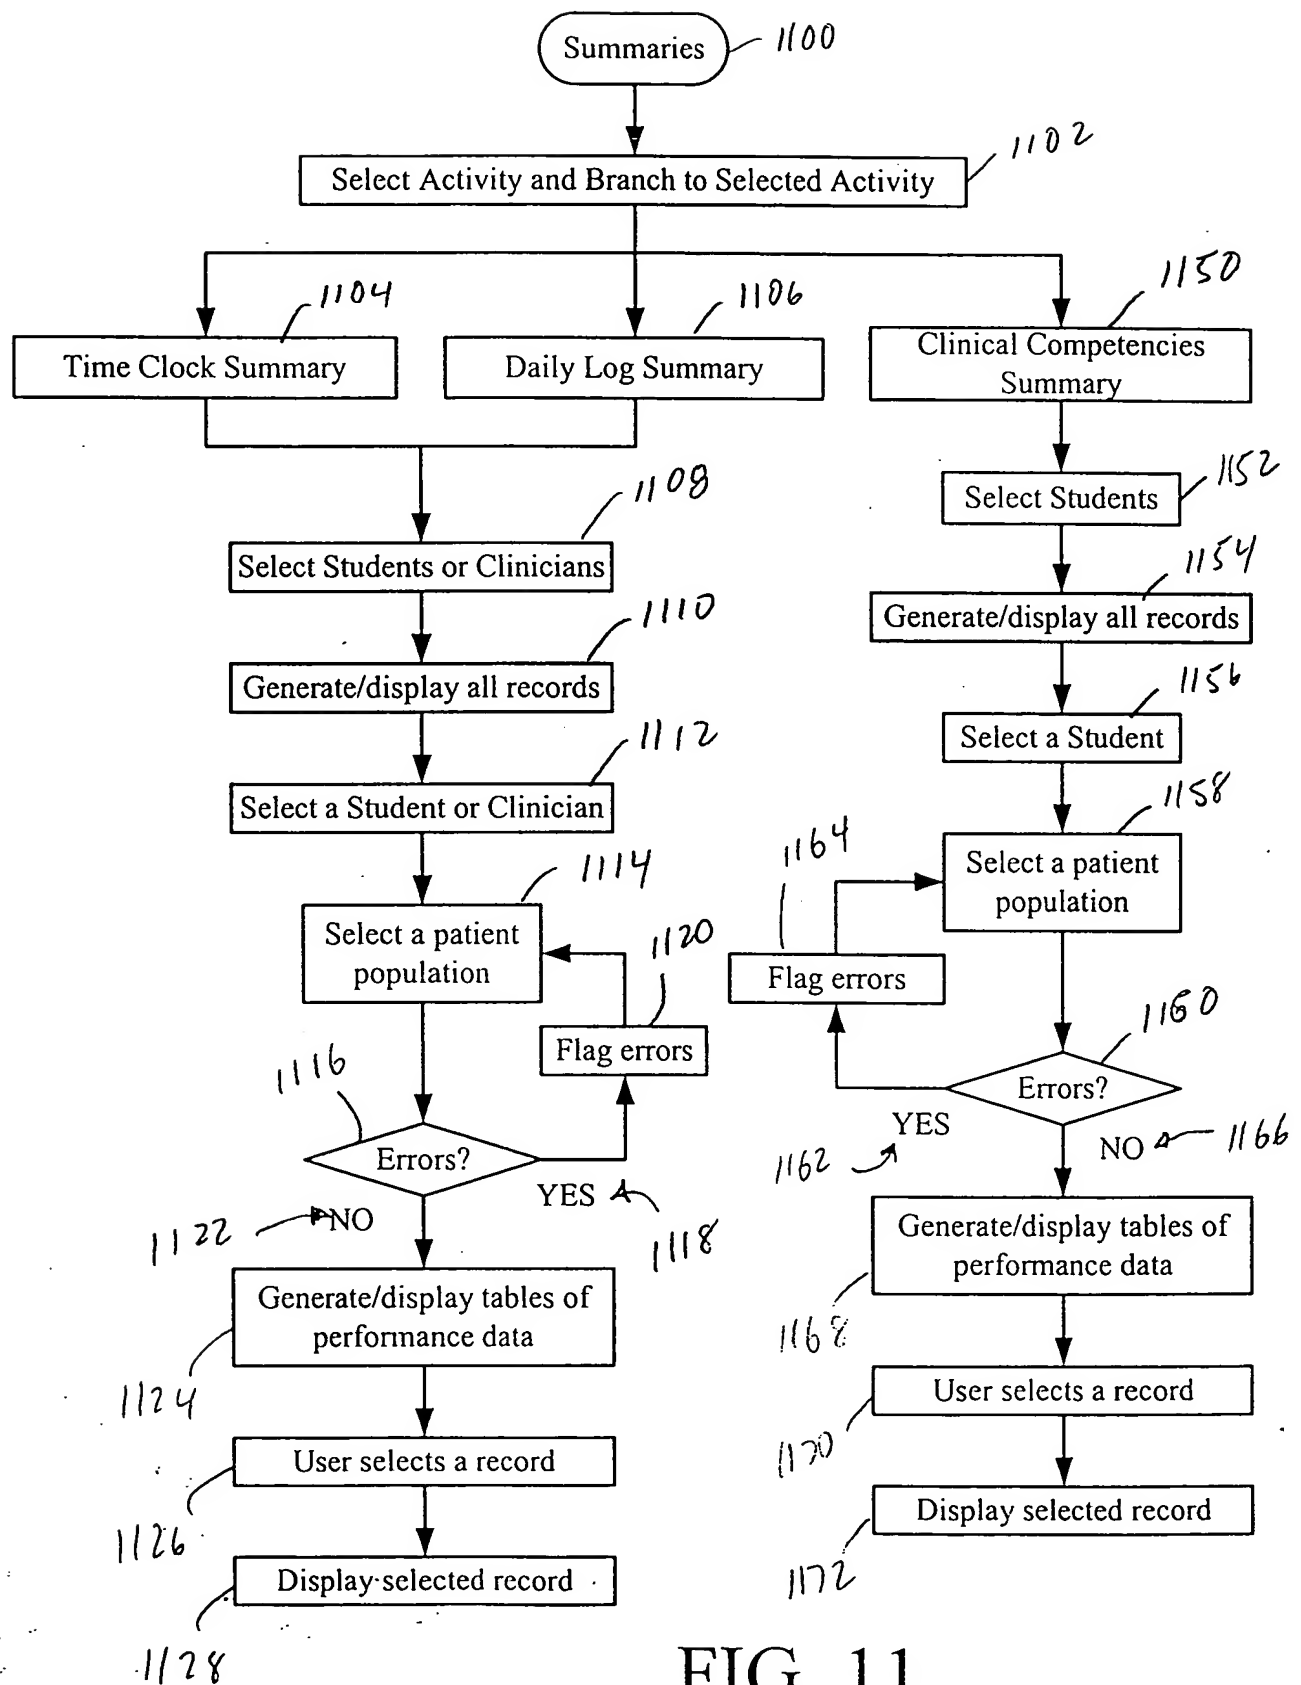 Summaries
1100
1102
Select Activity and Branch to Selected Activity
1104
1106
1150
Time Clock Summary
Daily Log Summary
Clinical Competencies
Summary
1108
1152
Select Students or Clinicians
Select Students
1110
1154
Generate/display all records
Generate/display all records
1112
1156
Select a Student or Clinician
Select a Student
1114
1158
Select a patient
population
1164
Select a patient
population
1120
Flag errors
Flag errors
1116
1160
Errors?
Errors?
YES
1118
YES
1162
NO
1166
1122
NO
Generate/display tables of
performance data
1124
Generate/display tables of
performance data
1168
User selects a record
1126
User selects a record
1170
Display selected record
1128
Display selected record
1172
FIG. 11